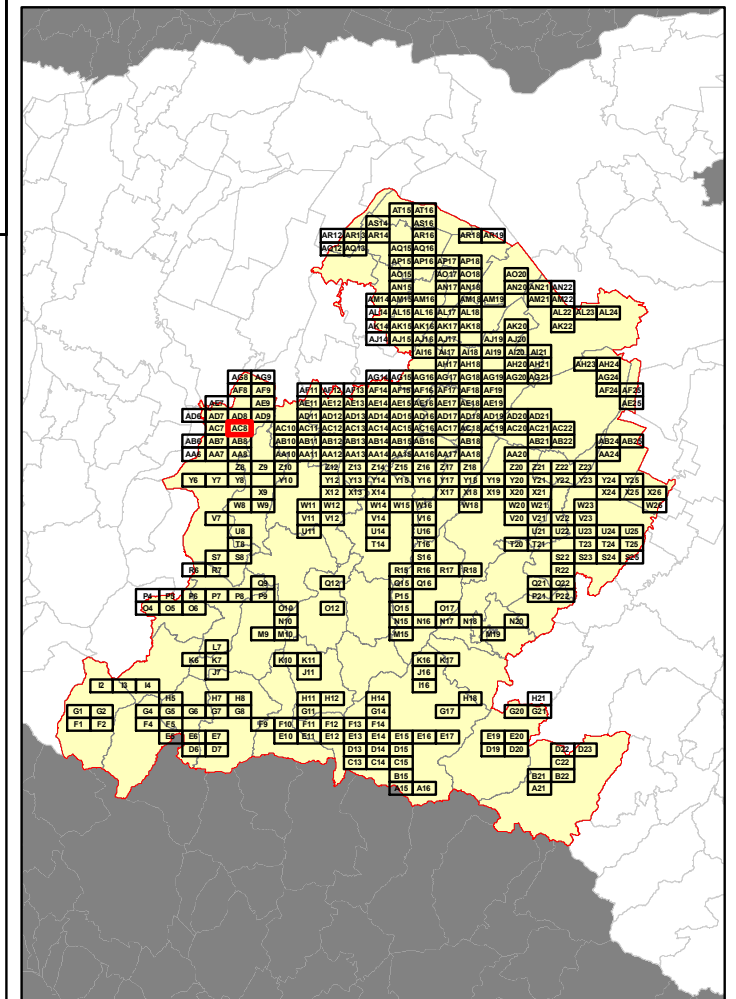 AT15 AT16
AS14 AS16
AR12 AR13 AR14 AR16 AR18 AR19
AQ12 AQ13 AQ15 AQ16
AP15 AP16 AP17 AP18
AO15 AO17 AO18 AO20
AN15 AN17 AN18 AN20 AN21 AN22
AM14 AM15 AM16 AM18 AM19 AM21 AM22
AL14 AL15 AL16 AL17 AL18 AL22 AL23 AL24
AK14 AK15 AK16 AK17 AK18 AK20 AK22
AJ14 AJ15 AJ16 AJ17 AJ19 AJ20
AI16 AI17 AI18 AI19 AI20 AI21
AH17 AH18 AH20 AH21 AH23 AH24
AG8 AG9 AG14 AG15 AG16 AG17 AG18 AG19 AG20 AG21 AG24
AF8 AF9 AF11 AF12 AF13 AF14 AF15 AF16 AF17 AF18 AF19 AF24 AF25
AE7 AE9 AE11 AE12 AE13 AE14 AE15 AE16 AE17 AE18 AE19 AE25
AD6 AD7 AD8 AD9 AD11 AD12 AD13 AD14 AD15 AD16 AD17 AD18 AD19 AD20 AD21
AC7 AC8 AC10 AC11 AC12 AC13 AC14 AC15 AC16 AC17 AC18 AC19 AC20 AC21 AC22
AB6 AB7 AB8 AB10 AB11 AB12 AB13 AB14 AB15 AB16 AB18 AB21 AB22 AB24 AB25
AA6 AA7 AA8 AA10 AA11 AA12 AA13 AA14 AA15 AA16 AA17 AA18 AA20 AA24
Z8 Z9 Z10 Z12 Z13 Z14 Z15 Z16 Z17 Z18 Z20 Z21 Z22 Z23
Y6 Y7 Y8 Y10 Y12 Y13 Y14 Y15 Y16 Y17 Y18 Y19 Y20 Y21 Y22 Y23 Y24 Y25
X9 X12 X13 X14 X17 X18 X19 X20 X21 X24 X25 X26
W8 W9 W11 W12 W14 W15 W16 W18 W20 W21 W23 W26
V7 V11 V12 V14 V16 V20 V21 V22 V23
U8 U11 U14 U16 U21 U22 U23 U24 U25
T8 T14 T16 T20 T21 T23 T24 T25
S7 S8 S16 S22 S23 S24 S25
R6 R7 R15 R16 R17 R18 R22
Q9 Q12 Q15 Q16 Q21 Q22
P4 P5 P6 P7 P8 P9 P15 P21 P22
O4 O5 O6 O10 O12 O15 O17
N10 N15 N16 N17 N18 N20
M9 M10 M15 M19
L7
K6 K7 K10 K11 K16 K17
J7 J11 J16
I2 I3 I4 I16
H5 H7 H8 H11 H12 H14 H18 H21
G1 G2 G4 G5 G6 G7 G8 G11 G14 G17 G20 G21
F1 F2 F4 F5 F9 F10 F11 F12 F13 F14
E5 E6 E7 E10 E11 E12 E13 E14 E15 E16 E17 E19 E20
D6 D7 D13 D14 D15 D19 D20 D22 D23
C13 C14 C15 C22
B15 B21 B22
A15 A16 A21